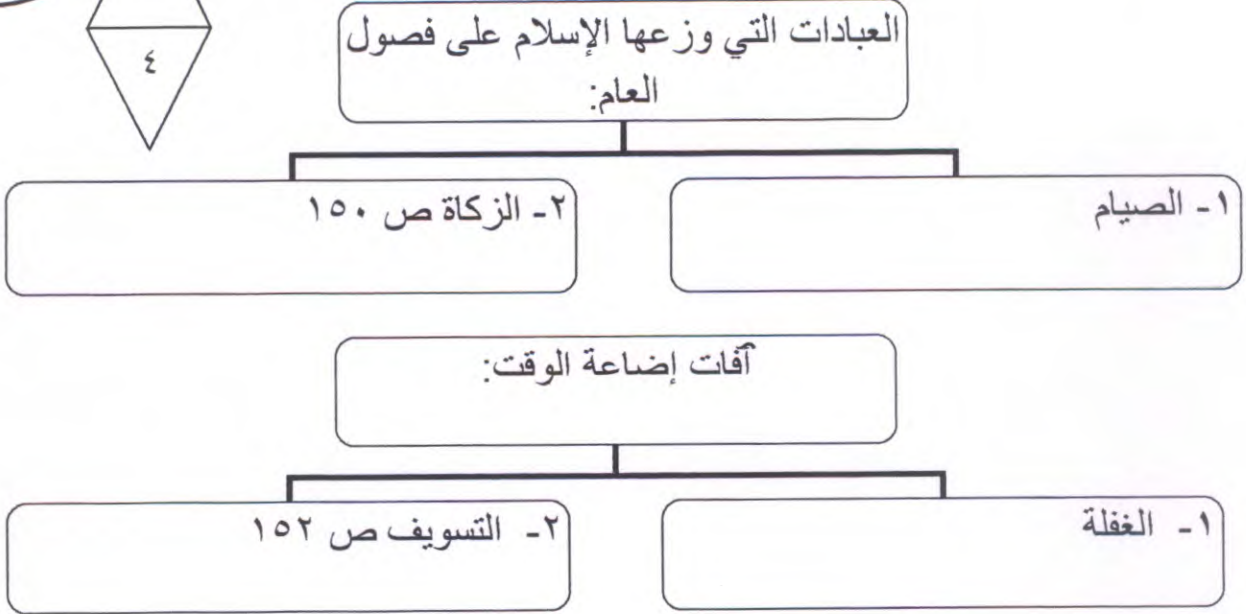 ٤
العبادات التي وزعها الإسلام على فصول
العام:
١- الصيام
٢- الزكاة ص ١٥٠
آفات إضاعة الوقت:
١- الغفلة
٢- التسويف ص ١٥٢